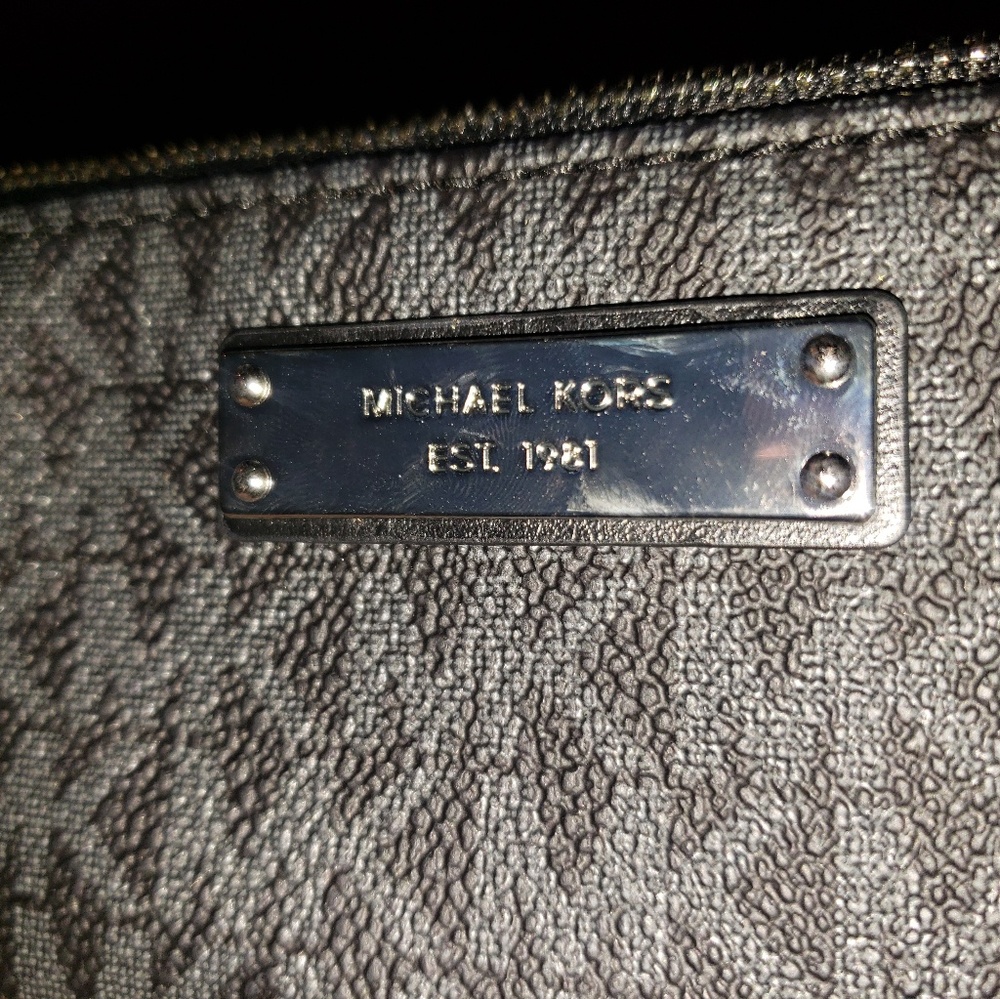 MICHAEL KORS
EST. 1981